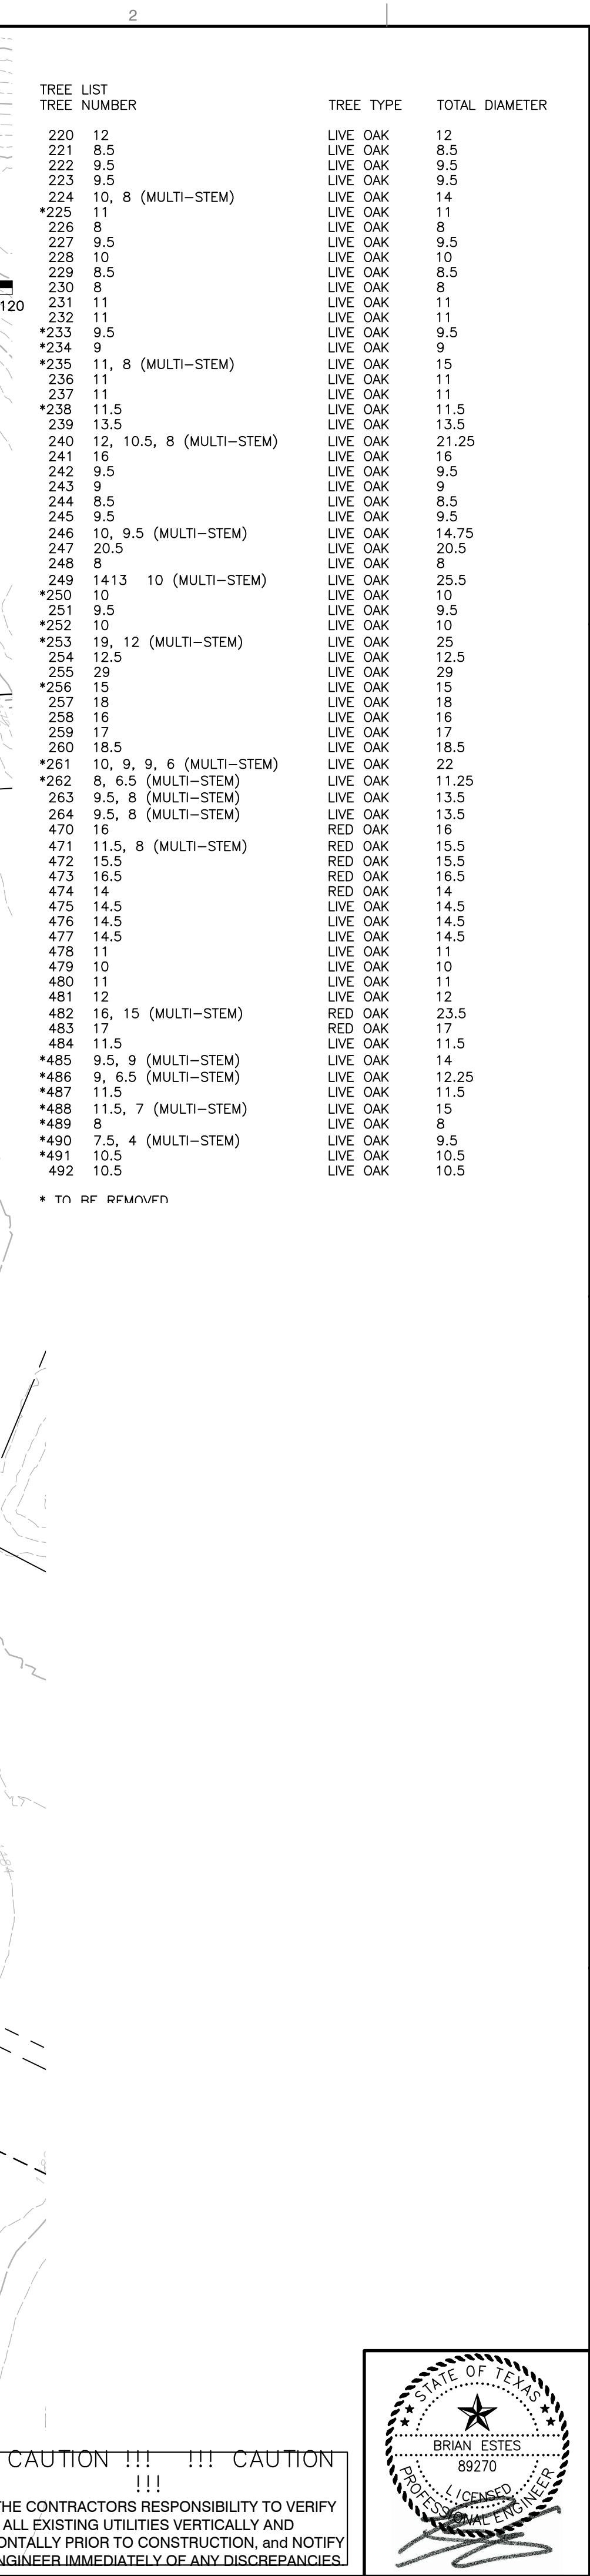 2
TREE LIST
TREE NUMBER TREE TYPE TOTAL DIAMETER
220 12 LIVE OAK 12
221 8.5 LIVE OAK 8.5
222 9.5 LIVE OAK 9.5
223 9.5 LIVE OAK 9.5
224 10, 8 (MULTI-STEM) LIVE OAK 14
*225 11 LIVE OAK 11
226 8 LIVE OAK 8
227 9.5 LIVE OAK 9.5
228 10 LIVE OAK 10
229 8.5 LIVE OAK 8.5
230 8 LIVE OAK 8
120
231 11 LIVE OAK 11
232 11 LIVE OAK 11
*233 9.5 LIVE OAK 9.5
*234 9 LIVE OAK 9
*235 11, 8 (MULTI-STEM) LIVE OAK 15
236 11 LIVE OAK 11
237 11 LIVE OAK 11
*238 11.5 LIVE OAK 11.5
239 13.5 LIVE OAK 13.5
240 12, 10.5, 8 (MULTI-STEM) LIVE OAK 21.25
241 16 LIVE OAK 16
242 9.5 LIVE OAK 9.5
243 9 LIVE OAK 9
244 8.5 LIVE OAK 8.5
245 9.5 LIVE OAK 9.5
246 10, 9.5 (MULTI-STEM) LIVE OAK 14.75
247 20.5 LIVE OAK 20.5
248 8 LIVE OAK 8
249 1413 10 (MULTI-STEM) LIVE OAK 25.5
*250 10 LIVE OAK 10
251 9.5 LIVE OAK 9.5
*252 10 LIVE OAK 10
*253 19, 12 (MULTI-STEM) LIVE OAK 25
254 12.5 LIVE OAK 12.5
255 29 LIVE OAK 29
*256 15 LIVE OAK 15
257 18 LIVE OAK 18
258 16 LIVE OAK 16
259 17 LIVE OAK 17
260 18.5 LIVE OAK 18.5
*261 10, 9, 9, 6 (MULTI-STEM) LIVE OAK 22
*262 8, 6.5 (MULTI-STEM) LIVE OAK 11.25
263 9.5, 8 (MULTI-STEM) LIVE OAK 13.5
264 9.5, 8 (MULTI-STEM) LIVE OAK 13.5
470 16 RED OAK 16
471 11.5, 8 (MULTI-STEM) RED OAK 15.5
472 15.5 RED OAK 15.5
473 16.5 RED OAK 16.5
474 14 RED OAK 14
475 14.5 LIVE OAK 14.5
476 14.5 LIVE OAK 14.5
477 14.5 LIVE OAK 14.5
478 11 LIVE OAK 11
479 10 LIVE OAK 10
480 11 LIVE OAK 11
481 12 LIVE OAK 12
482 16, 15 (MULTI-STEM) RED OAK 23.5
483 17 RED OAK 17
484 11.5 LIVE OAK 11.5
*485 9.5, 9 (MULTI-STEM) LIVE OAK 14
*486 9, 6.5 (MULTI-STEM) LIVE OAK 12.25
*487 11.5 LIVE OAK 11.5
*488 11.5, 7 (MULTI-STEM) LIVE OAK 15
*489 8 LIVE OAK 8
*490 7.5, 4 (MULTI-STEM) LIVE OAK 9.5
*491 10.5 LIVE OAK 10.5
492 10.5 LIVE OAK 10.5
* TO BE REMOVED
STATE OF TEXAS
BRIAN ESTES
89270
LICENSED
PROFESSIONAL ENGINEER
CAUTION !!! !!! CAUTION
!!!
THE CONTRACTORS RESPONSIBILITY TO VERIFY
ALL EXISTING UTILITIES VERTICALLY AND
ONTALLY PRIOR TO CONSTRUCTION, and NOTIFY
NGINEER IMMEDIATELY OF ANY DISCREPANCIES